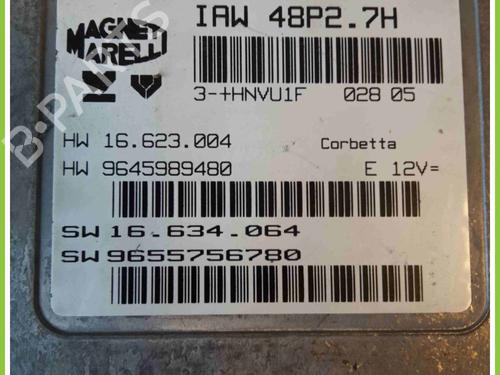 MAGNETI
MARELLI
IAW 48P2.7H
3-+HNVU1F 028 05
HW 16.623.004 Corbetta
HW 9645989480 E 12V=
SW 16.634.064
SW 9655756780
B-PARTS